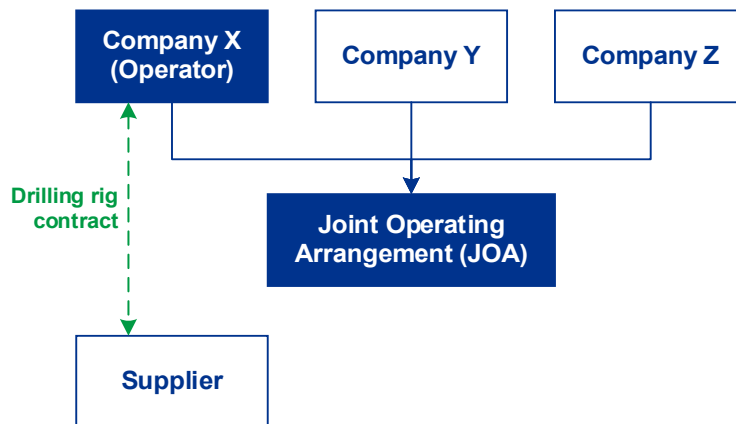 Company X
(Operator)
Company Y
Company Z
Drilling rig
contract
Joint Operating
Arrangement (JOA)
Supplier